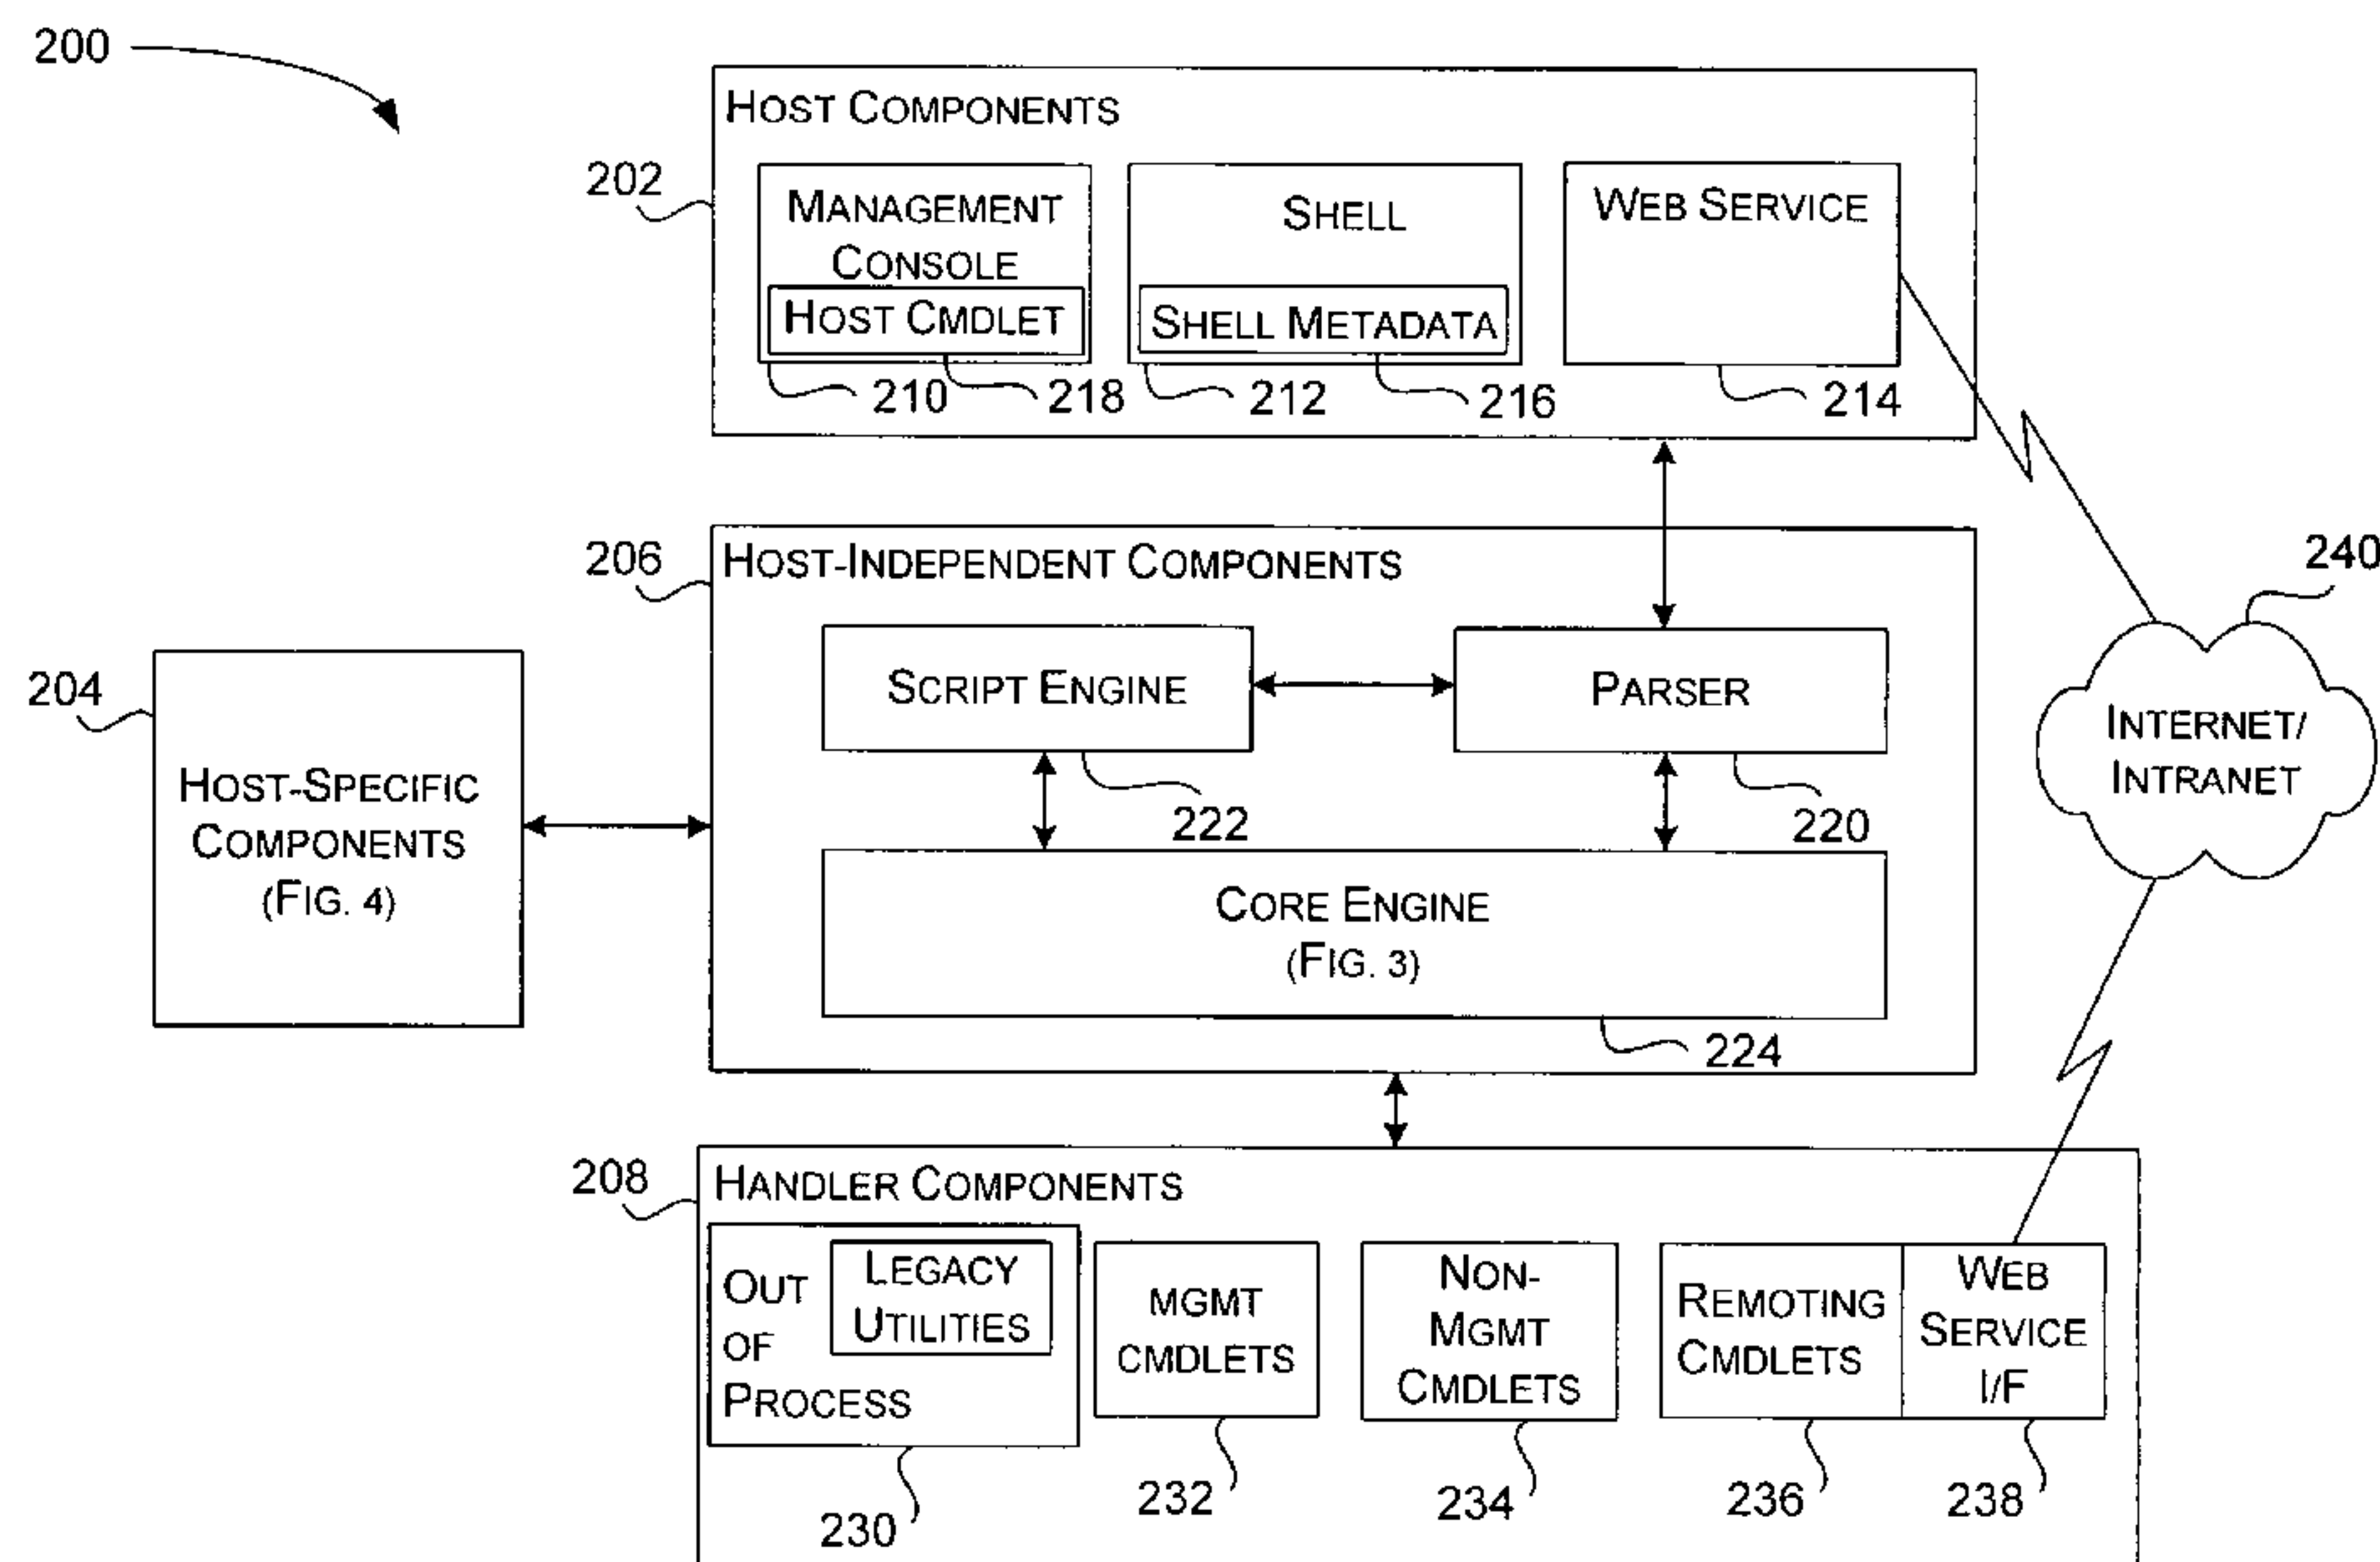 200
HOST COMPONENTS
202
MANAGEMENT
CONSOLE
HOST CMDLET
SHELL
SHELL METADATA
WEB SERVICE
210
218
212
216
214
206
HOST-INDEPENDENT COMPONENTS
240
204
SCRIPT ENGINE
PARSER
INTERNET/
INTRANET
HOST-SPECIFIC
COMPONENTS
(FIG. 4)
222
220
CORE ENGINE
(FIG. 3)
224
208
HANDLER COMPONENTS
OUT
OF
PROCESS
LEGACY
UTILITIES
MGMT
CMDLETS
NON-
MGMT
CMDLETS
REMOTING
CMDLETS
WEB
SERVICE
I/F
230
232
234
236
238